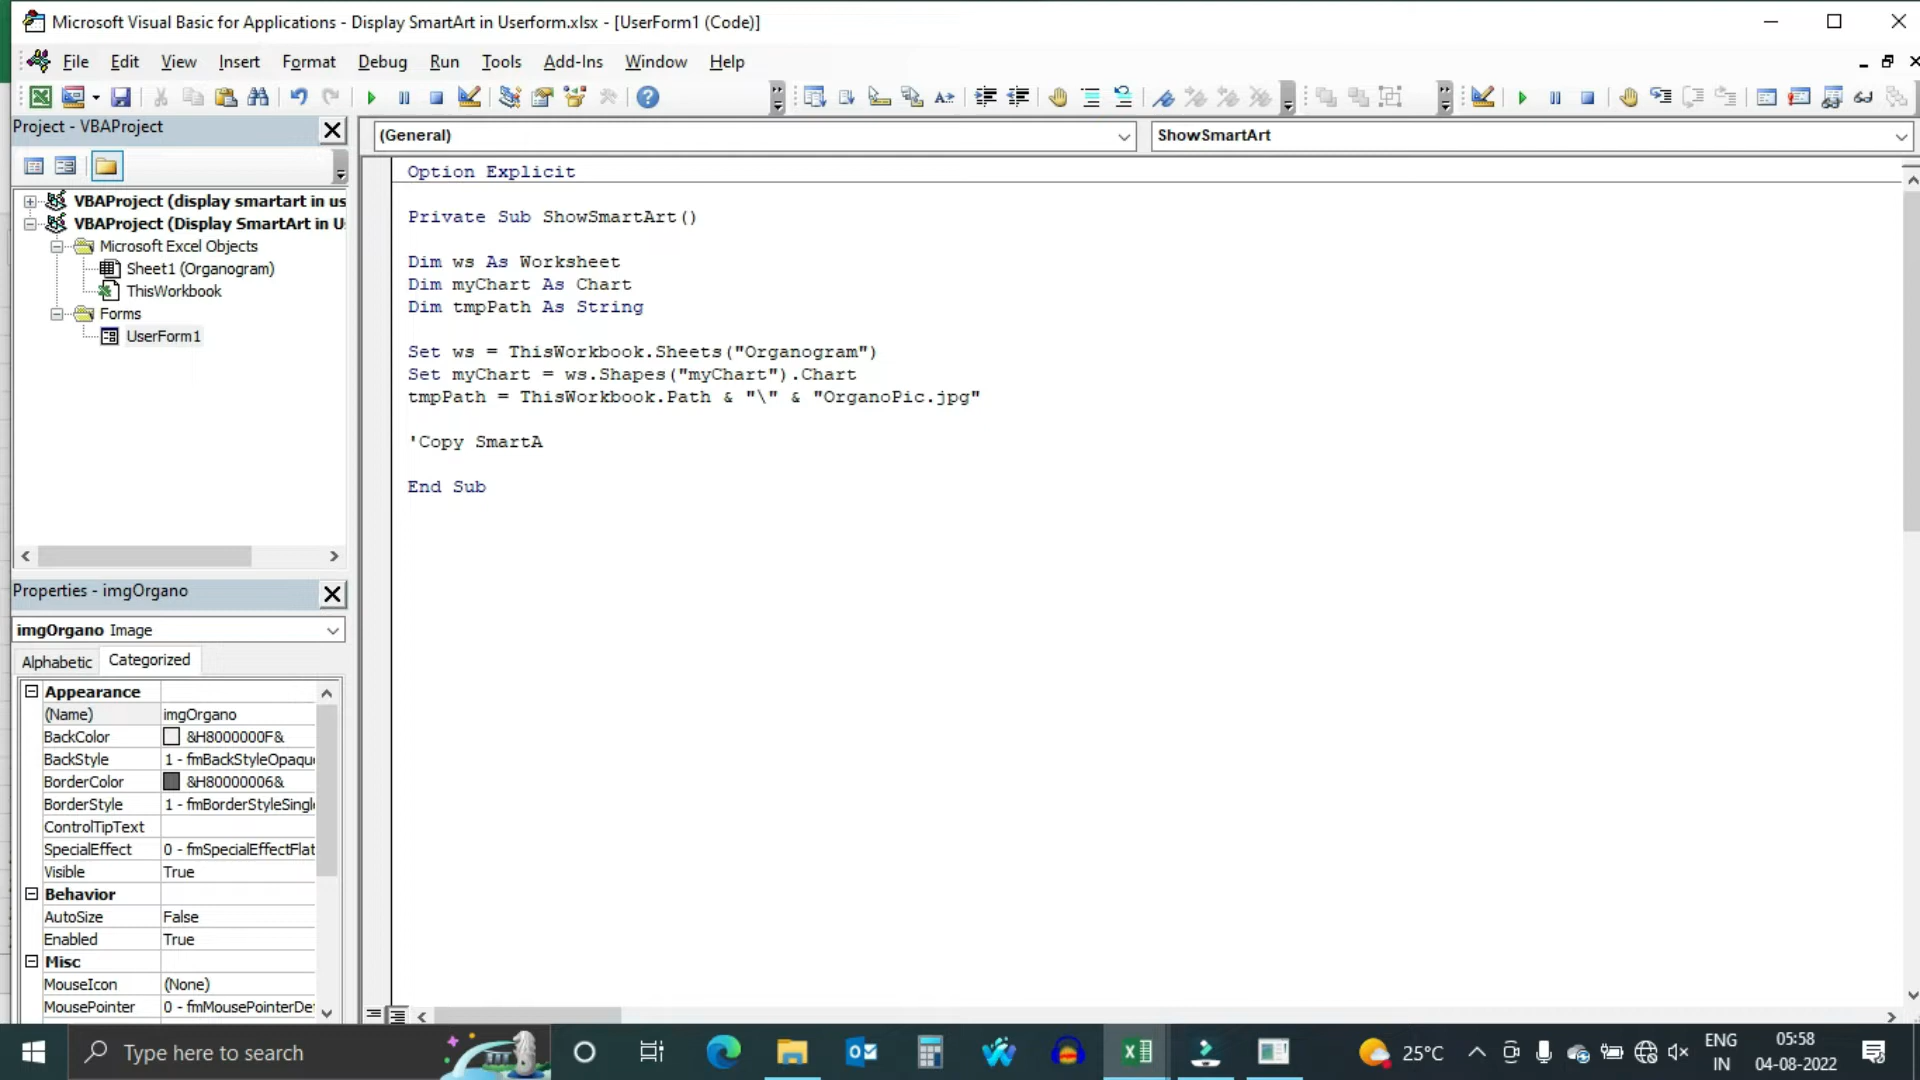 Microsoft Visual Basic for Applications - Display SmartArt in Userform.xlsx - [UserForm1 (Code)]
File Edit View Insert Format Debug Run Tools Add-Ins Window Help
Project - VBAProject
(General)
ShowSmartArt
VBAProject (display smartart in us
VBAProject (Display SmartArt in U
Microsoft Excel Objects
Sheet1 (Organogram)
ThisWorkbook
Forms
UserForm1
Option Explicit
Private Sub ShowSmartArt()
Dim ws As Worksheet
Dim myChart As Chart
Dim tmpPath As String
Set ws = ThisWorkbook.Sheets("Organogram")
Set myChart = ws.Shapes("myChart").Chart
tmpPath = ThisWorkbook.Path & "\" & "OrganoPic.jpg"
'Copy SmartA
End Sub
Properties - imgOrgano
imgOrgano Image
Alphabetic Categorized
Appearance
(Name) imgOrgano
BackColor &H8000000F&
BackStyle 1 - fmBackStyleOpaqu
BorderColor &H80000006&
BorderStyle 1 - fmBorderStyleSingl
ControlTipText
SpecialEffect 0 - fmSpecialEffectFlat
Visible True
Behavior
AutoSize False
Enabled True
Misc
MouseIcon (None)
MousePointer 0 - fmMousePointerDef
Type here to search
25°C
ENG
IN
05:58
04-08-2022